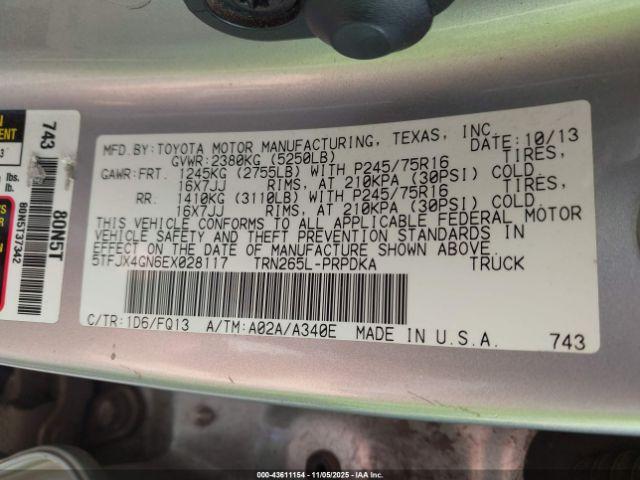 MFD.BY:TOYOTA MOTOR MANUFACTURING, TEXAS, INC. 10/13
GVWR:2380KG (5250LB)
GAWR:FRT. 1245KG (2755LB) WITH P245/75R16 TIRES,
16X7JJ RIMS, AT 210KPA (30PSI) COLD.
RR. 1410KG (3110LB) WITH P245/75R16 TIRES,
16X7JJ RIMS, AT 210KPA (30PSI) COLD.
THIS VEHICLE CONFORMS TO ALL APPLICABLE FEDERAL MOTOR
VEHICLE SAFETY AND THEFT PREVENTION STANDARDS IN
EFFECT ON THE DATE OF MANUFACTURE SHOWN ABOVE.
5TFJX4GN6EX028117 TRN265L-PRPDKA TRUCK
C/TR:1D6/FQ13 A/TM:A02A/A340E MADE IN U.S.A. 743
743
80N5T
80N5T37342
lbs.
000-43611154 - 11/05/2025 - IAAI.COM